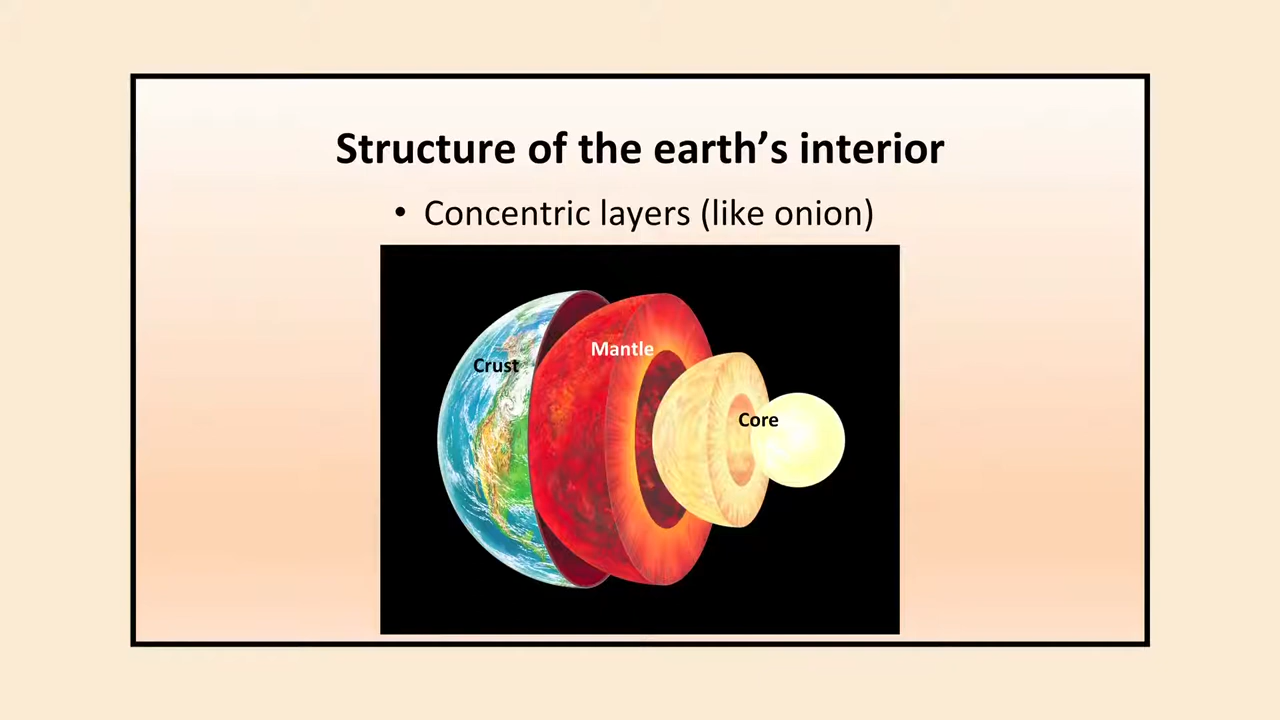 Structure of the earth’s interior
• Concentric layers (like onion)
Mantle
Crust
Core